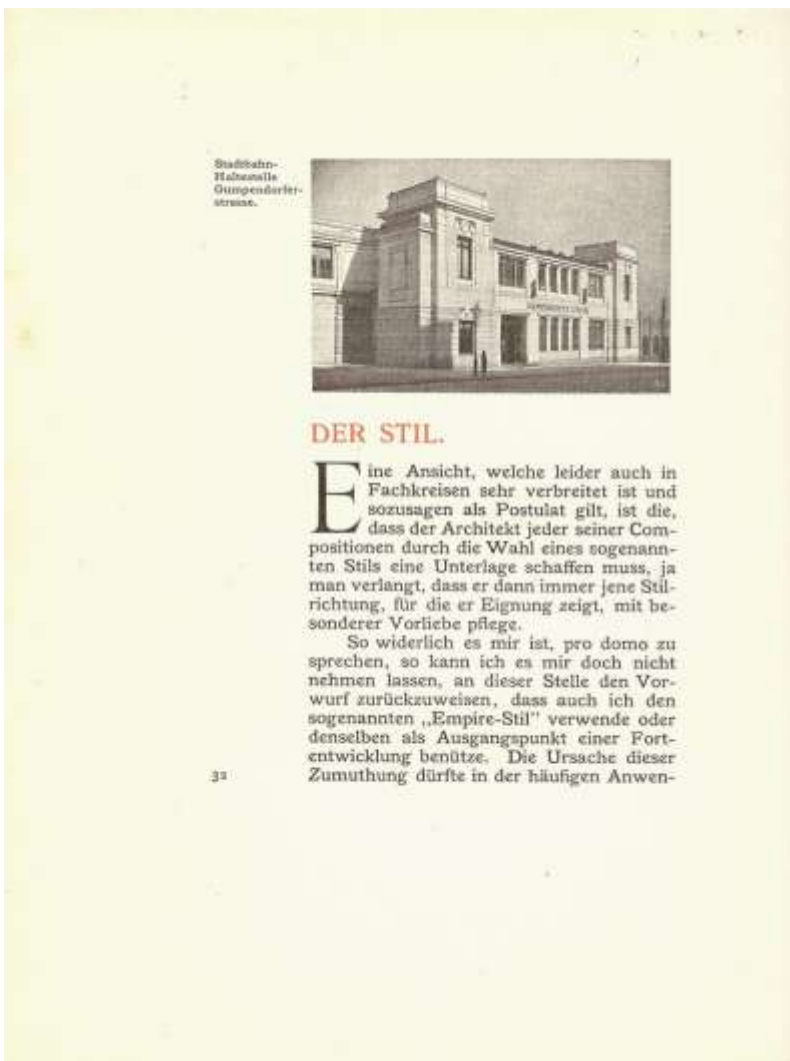 Stadtbahn-
Haltestelle
Gumpendorfer-
strasse.
DER STIL.
Eine Ansicht, welche leider auch in
Fachkreisen sehr verbreitet ist und
sozusagen als Postulat gilt, ist die,
dass der Architekt jeder seiner Com-
positionen durch die Wahl eines sogenann-
ten Stils eine Unterlage schaffen muss, ja
man verlangt, dass er dann immer jene Stil-
richtung, für die er Eignung zeigt, mit be-
sonderer Vorliebe pflege.
So widerlich es mir ist, pro domo zu
sprechen, so kann ich es mir doch nicht
nehmen lassen, an dieser Stelle den Vor-
wurf zurückzuweisen, dass auch ich den
sogenannten „Empire-Stil" verwende oder
denselben als Ausgangspunkt einer Fort-
entwicklung benütze. Die Ursache dieser
Zumuthung dürfte in der häufigen Anwen-
32